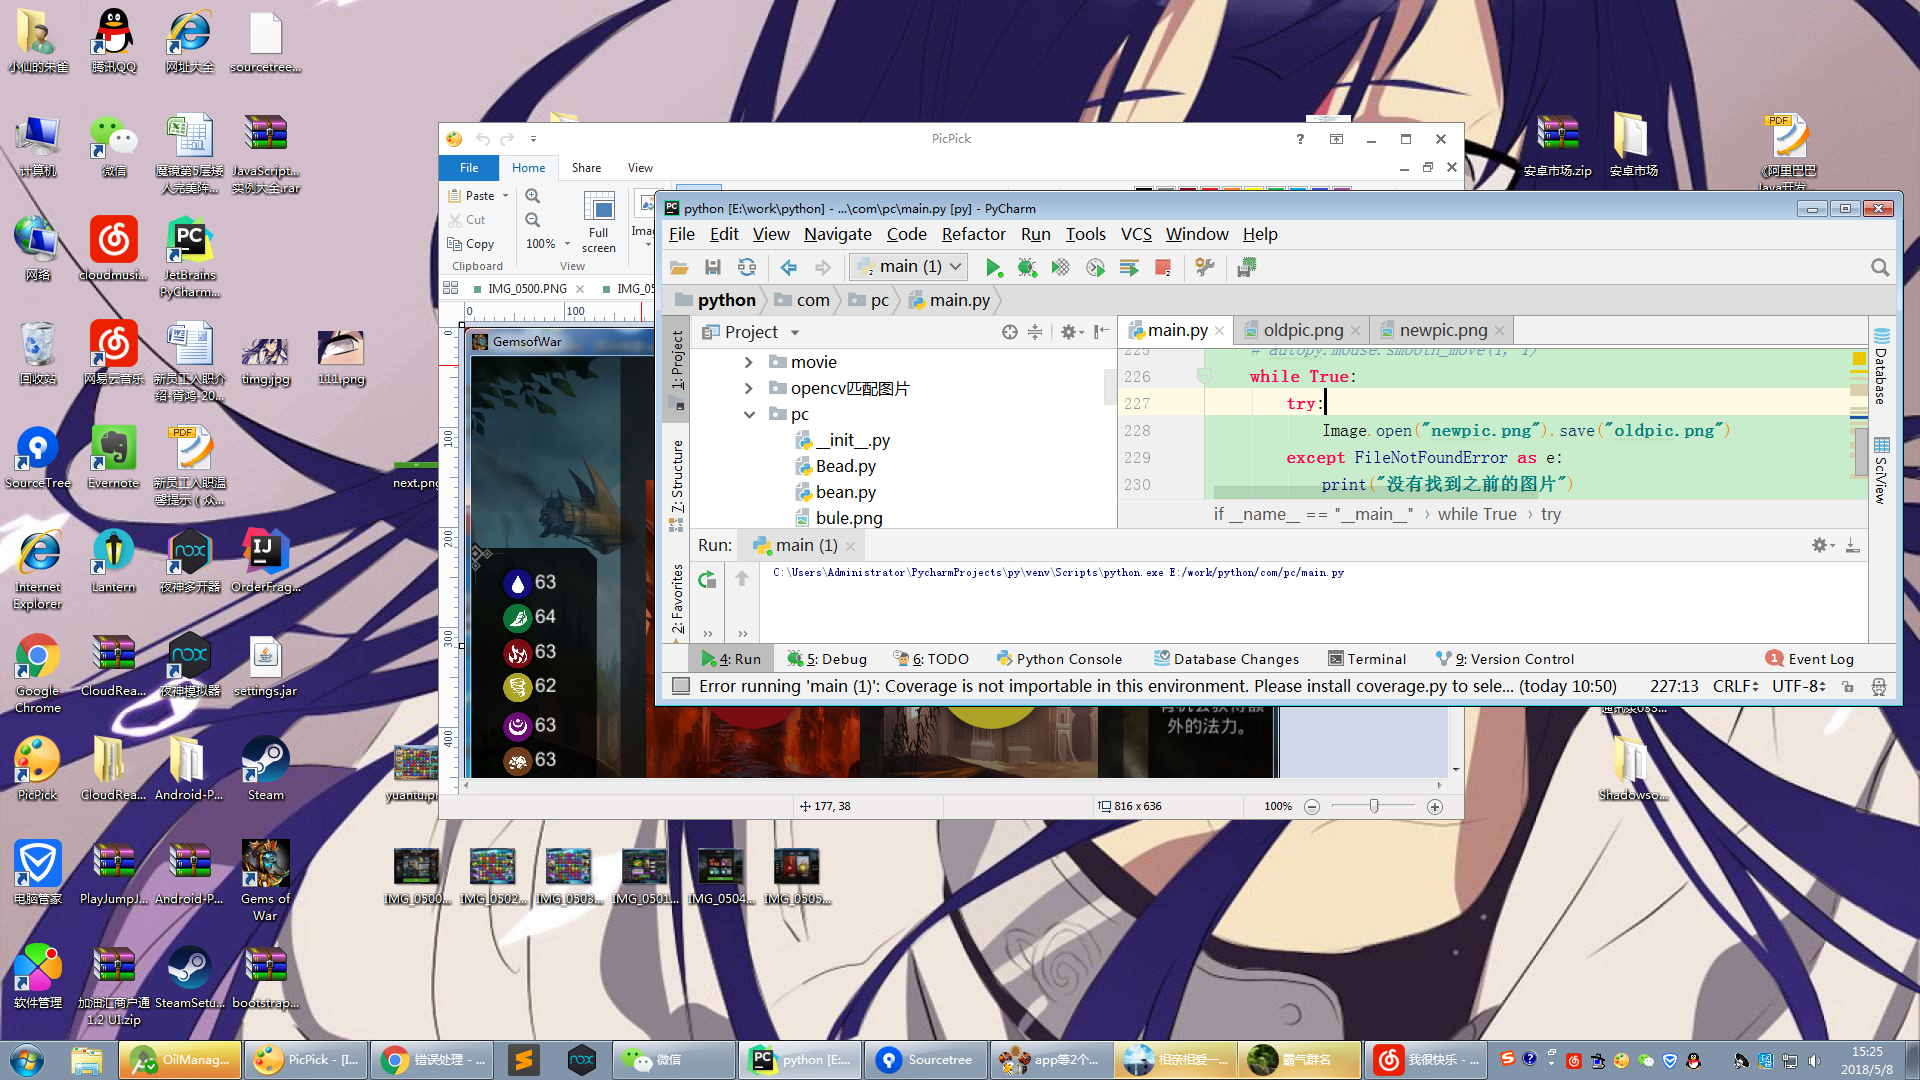 小仙的朱雀
腾讯QQ
网址大全
sourcetree...
计算机
微信
魔镜第5层矮
人完美阵...
JavaScript...
实例大全.rar
网络
cloudmusi...
JetBrains
PyCharm...
回收站
网易云音乐
新员工入职介
绍-肖鸿-20...
timg.jpg
111.png
SourceTree
Evernote
新员工入职温
馨提示（众...
next.png
Internet
Explorer
Lantern
夜神多开器
OrderFrag...
Google
Chrome
CloudRea...
夜神模拟器
settings.jar
PicPick
CloudRea...
Android-P...
Steam
电脑管家
PlayJumpJ...
Android-P...
Gems of
War
软件管理
加油汇商户通
1.2 UI.zip
SteamSetu...
bootstrap...
IMG_0500...
IMG_0502...
IMG_0503...
IMG_0501...
IMG_0504...
IMG_0505...
安卓市场.zip
安卓市场
PDF
《阿里巴巴
Java开发
Shadowso...
PicPick
File
Home
Share
View
Paste
Cut
Copy
Clipboard
100%
View
Full
screen
IMG_0500.PNG
0
100
0
100
200
300
400
GemsofWar
63
64
63
62
63
63
外的法力。
177, 38
816 x 636
100%
python [E:\work\python] - ...\com\pc\main.py [py] - PyCharm
File Edit View Navigate Code Refactor Run Tools VCS Window Help
main (1)
python com pc main.py
1: Project
7: Structure
2: Favorites
Project
movie
opencv匹配图片
pc
__init__.py
Bead.py
bean.py
bule.png
main.py
oldpic.png
newpic.png
225 # autopy.mouse.smooth_move(1, 1)
226 while True:
227 try:
228 Image.open("newpic.png").save("oldpic.png")
229 except FileNotFoundError as e:
230 print("没有找到之前的图片")
if __name__ == "__main__" › while True › try
Database
SciView
Run: main (1)
C:\Users\Administrator\PycharmProjects\py\venv\Scripts\python.exe E:/work/python/com/pc/main.py
4: Run
5: Debug
6: TODO
Python Console
Database Changes
Terminal
9: Version Control
1 Event Log
Error running 'main (1)': Coverage is not importable in this environment. Please install coverage.py to sele... (today 10:50)
227:13
CRLF
UTF-8
OilManag...
PicPick - [I...
错误处理 - ...
微信
python [E:...
Sourcetree
app等2个...
相亲相爱一...
霸气群名
我很快乐 - ...
15:25
2018/5/8